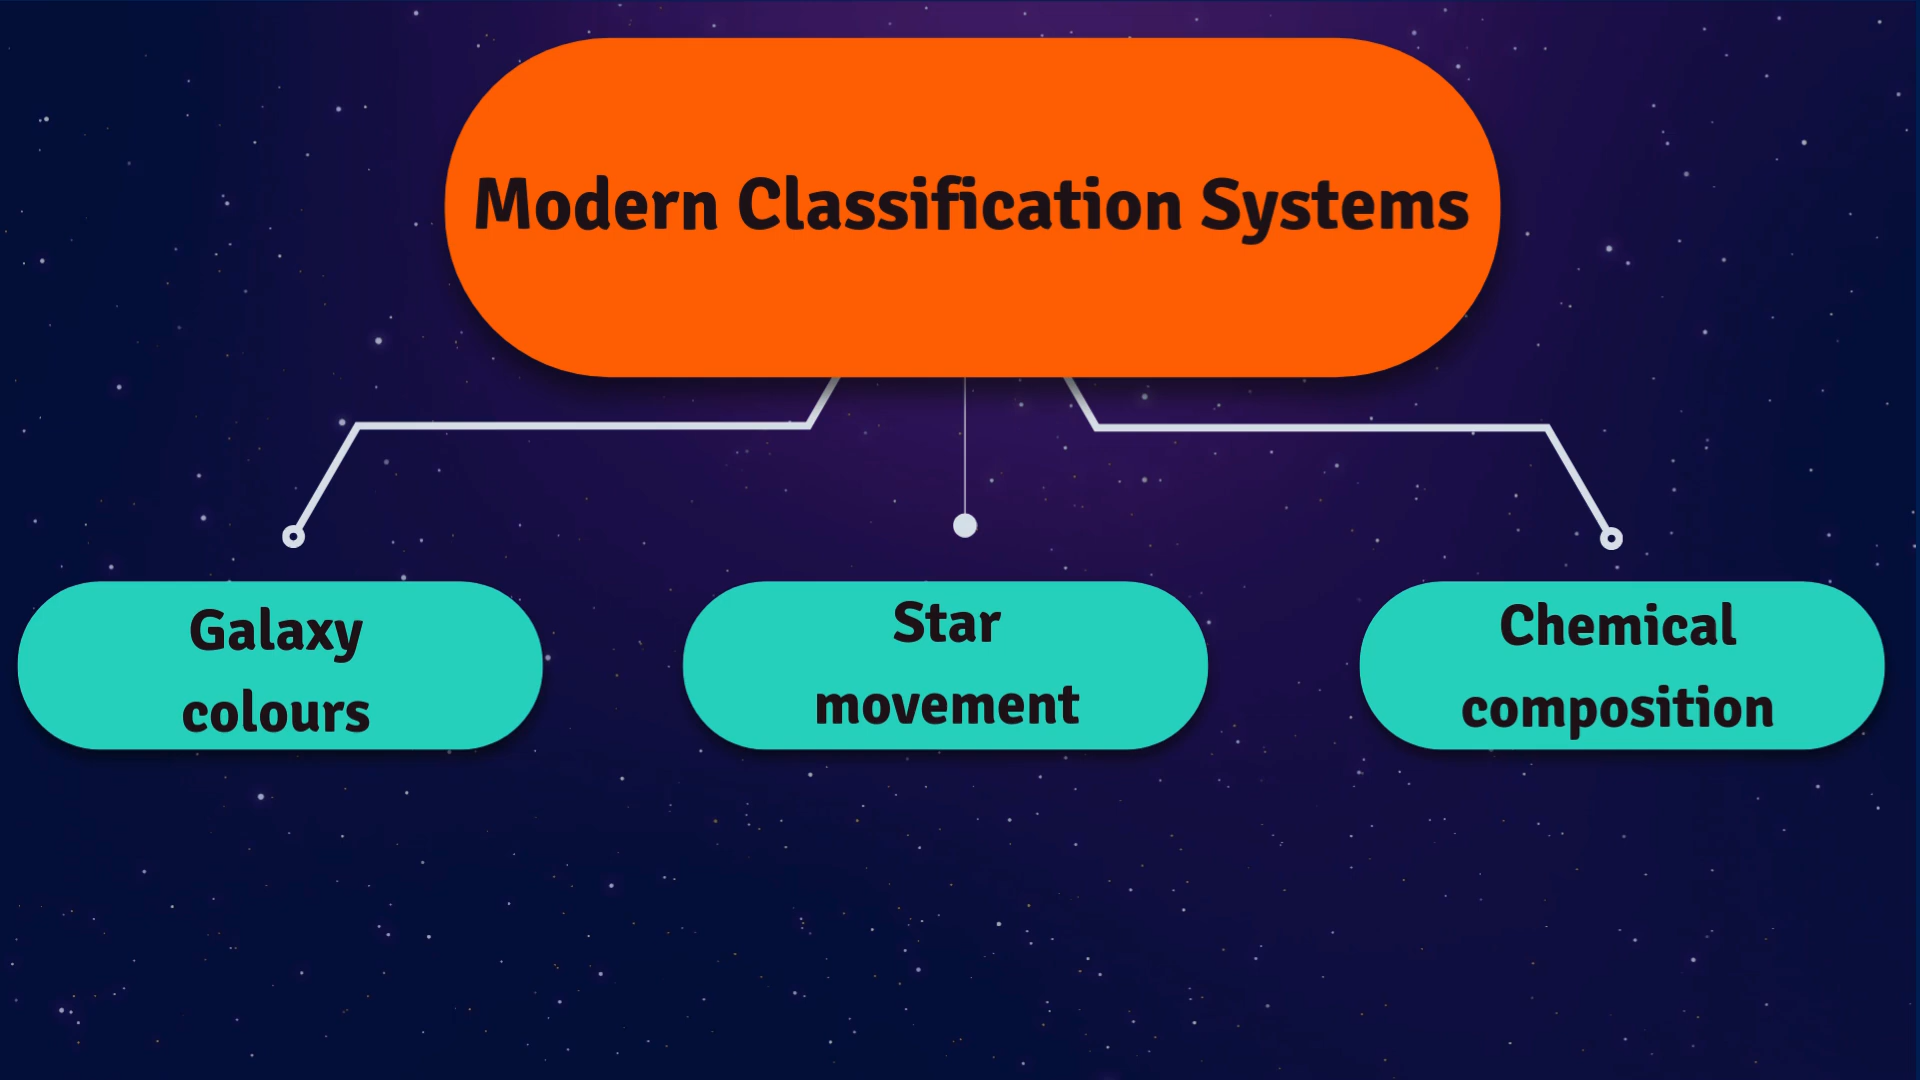 Modern Classification Systems
Galaxy
colours
Star
movement
Chemical
composition